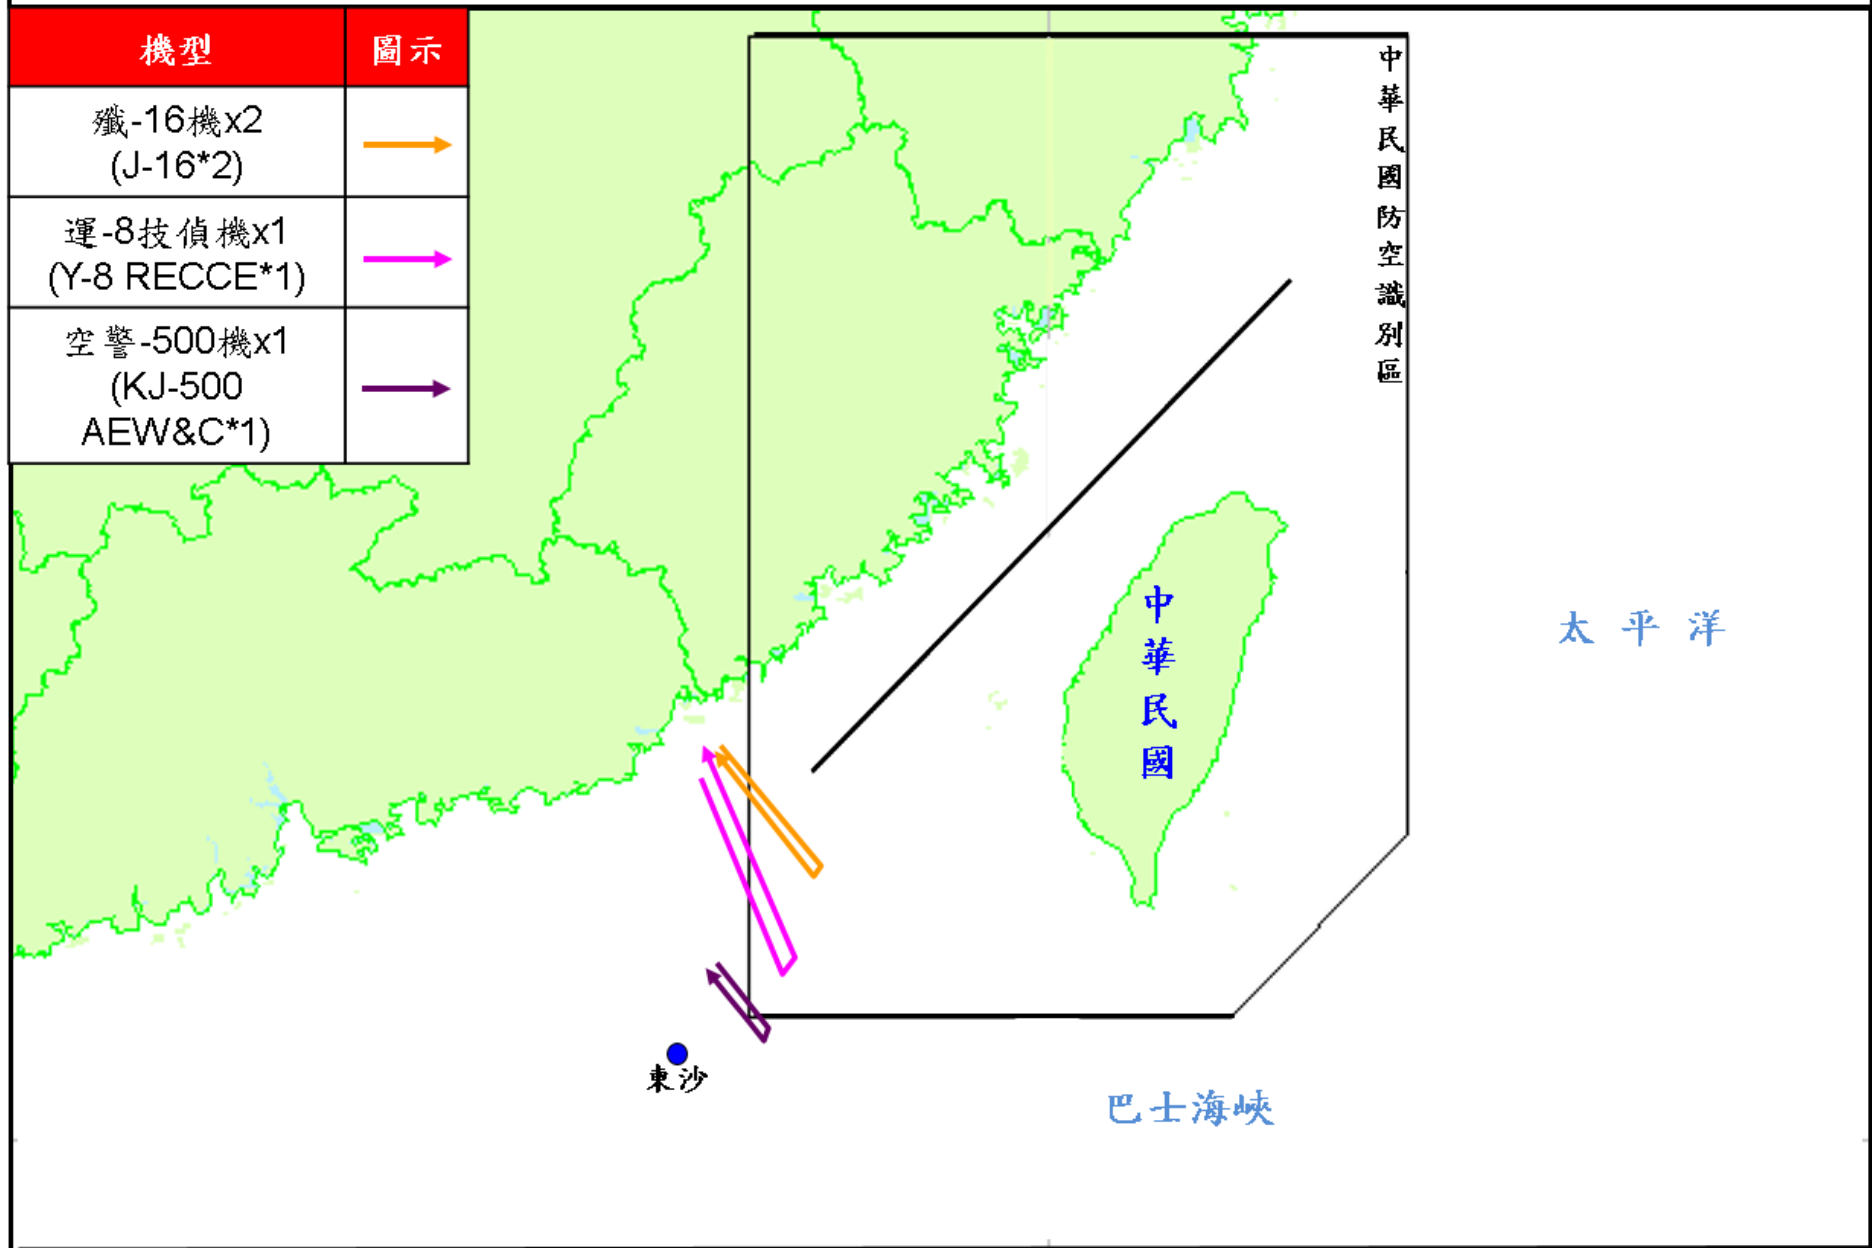 機型
圖示
殲-16機x2
(J-16*2)
運-8技偵機x1
(Y-8 RECCE*1)
空警-500機x1
(KJ-500
AEW&C*1)
中華民國防空識別區
中華民國
太平洋
東沙
巴士海峽